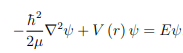 −ħ²/2μ ∇²ψ + V (r) ψ = Eψ